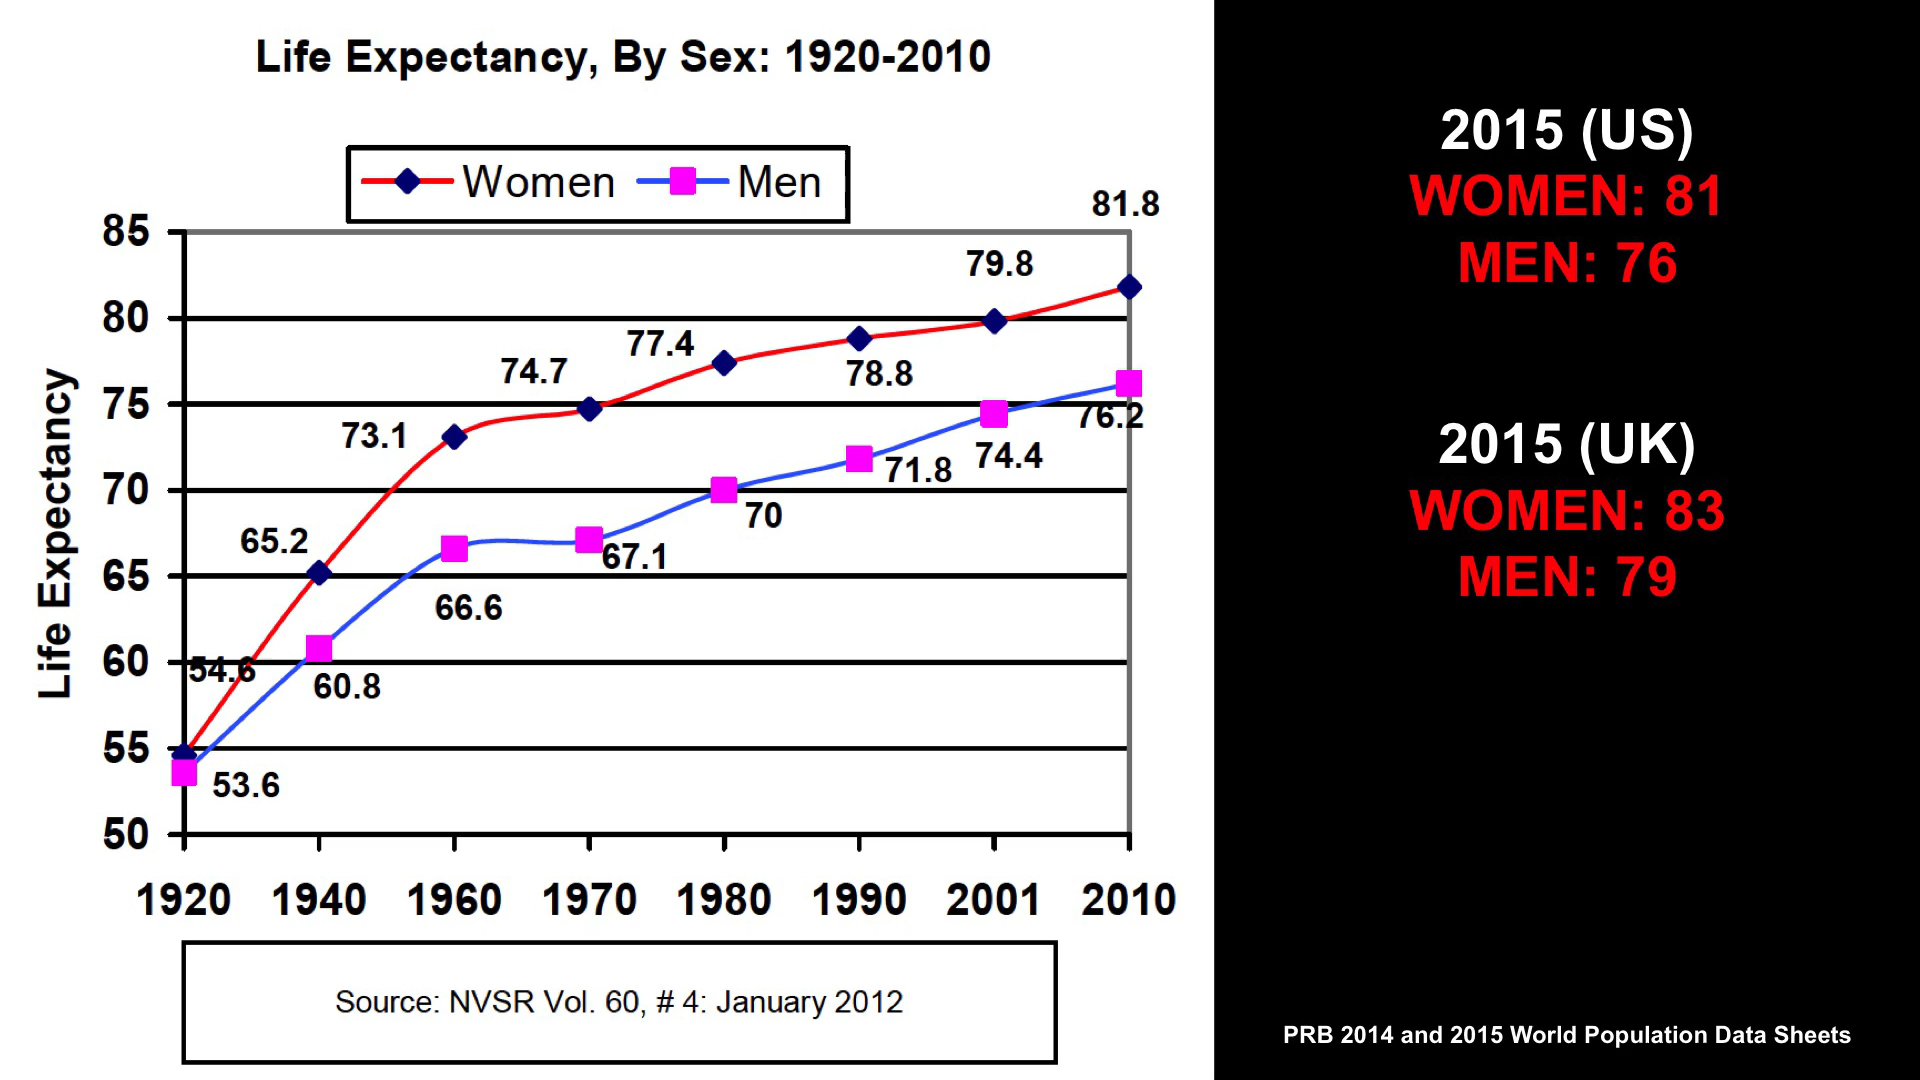 Life Expectancy, By Sex: 1920-2010
Women Men
Life Expectancy
85
80
75
70
65
60
55
50
54.6
65.2
73.1
74.7
77.4
78.8
79.8
81.8
53.6
60.8
66.6
67.1
70
71.8
74.4
76.2
1920 1940 1960 1970 1980 1990 2001 2010
Source: NVSR Vol. 60, # 4: January 2012
2015 (US)
WOMEN: 81
MEN: 76
2015 (UK)
WOMEN: 83
MEN: 79
PRB 2014 and 2015 World Population Data Sheets